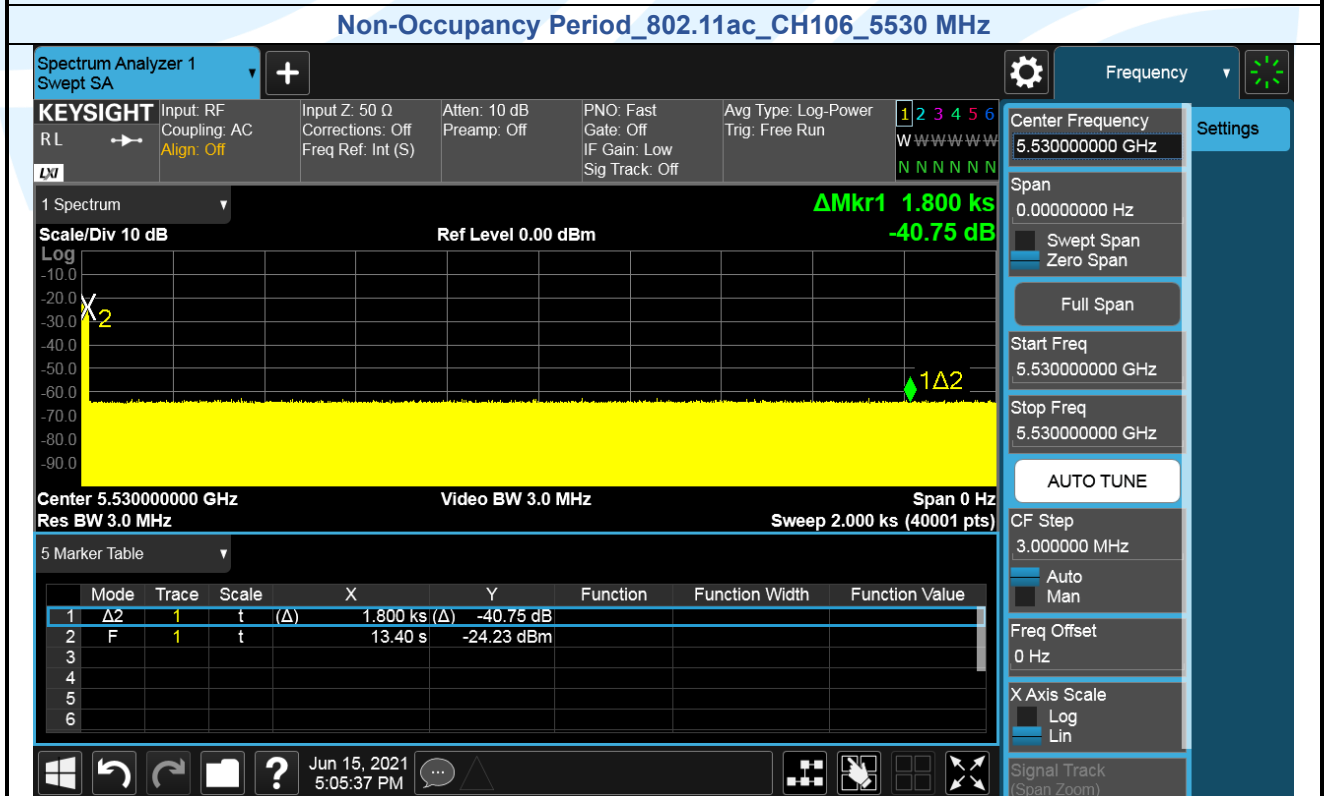 Non-Occupancy Period_802.11ac_CH106_5530 MHz
Spectrum Analyzer 1
Swept SA
+
Frequency
KEYSIGHT
RL
LXI
Input: RF
Coupling: AC
Align: Off
Input Z: 50 Ω
Corrections: Off
Freq Ref: Int (S)
Atten: 10 dB
Preamp: Off
PNO: Fast
Gate: Off
IF Gain: Low
Sig Track: Off
Avg Type: Log-Power
Trig: Free Run
1 2 3 4 5 6
W W W W W W
N N N N N N
1 Spectrum
ΔMkr1 1.800 ks
Scale/Div 10 dB
Ref Level 0.00 dBm
-40.75 dB
Log
-10.0
-20.0
-30.0
-40.0
-50.0
-60.0
-70.0
-80.0
-90.0
X2
1Δ2
Center 5.530000000 GHz
Video BW 3.0 MHz
Span 0 Hz
Res BW 3.0 MHz
Sweep 2.000 ks (40001 pts)
5 Marker Table
Mode Trace Scale X Y Function Function Width Function Value
1 Δ2 1 t (Δ) 1.800 ks (Δ) -40.75 dB
2 F 1 t 13.40 s -24.23 dBm
3
4
5
6
?
Jun 15, 2021
5:05:37 PM
Center Frequency
5.530000000 GHz
Settings
Span
0.00000000 Hz
Swept Span
Zero Span
Full Span
Start Freq
5.530000000 GHz
Stop Freq
5.530000000 GHz
AUTO TUNE
CF Step
3.000000 MHz
Auto
Man
Freq Offset
0 Hz
X Axis Scale
Log
Lin
Signal Track
(Span Zoom)